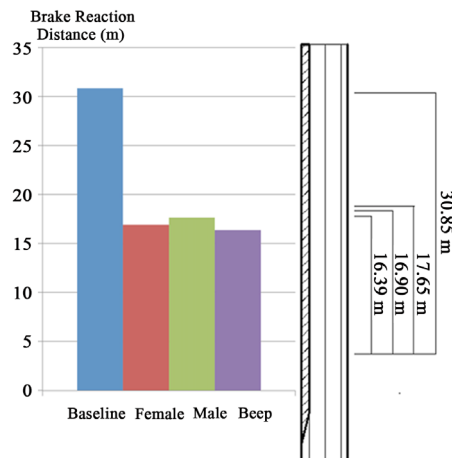 Brake Reaction
Distance (m)
35
30
25
20
15
10
5
0
Baseline Female Male Beep
30.85 m
17.65 m
16.90 m
16.39 m